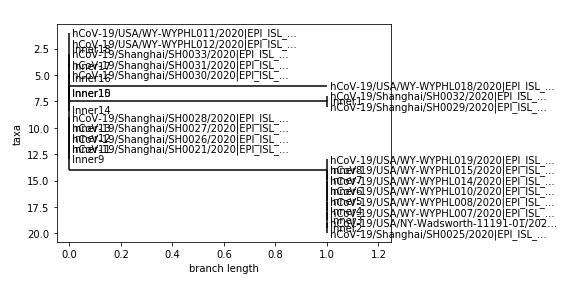 hCoV-19/USA/WY-WYPHL011/2020|EPI_ISL_...
hCoV-19/USA/WY-WYPHL012/2020|EPI_ISL_...
2.5
Inner18
hCoV-19/Shanghai/SH0033/2020|EPI_ISL_...
Inner17
hCoV-19/Shanghai/SH0031/2020|EPI_ISL_...
5.0
Inner16
hCoV-19/Shanghai/SH0030/2020|EPI_ISL_...
hCoV-19/USA/WY-WYPHL018/2020|EPI_ISL_...
Inner10
hCoV-19/Shanghai/SH0032/2020|EPI_ISL_...
7.5
Inner1
hCoV-19/Shanghai/SH0029/2020|EPI_ISL_...
Inner14
hCoV-19/Shanghai/SH0028/2020|EPI_ISL_...
10.0
Inner13
hCoV-19/Shanghai/SH0027/2020|EPI_ISL_...
Inner12
hCoV-19/Shanghai/SH0026/2020|EPI_ISL_...
Inner11
hCoV-19/Shanghai/SH0021/2020|EPI_ISL_...
12.5
Inner9
hCoV-19/USA/WY-WYPHL019/2020|EPI_ISL_...
Inner8
hCoV-19/USA/WY-WYPHL015/2020|EPI_ISL_...
15.0
Inner7
hCoV-19/USA/WY-WYPHL014/2020|EPI_ISL_...
Inner6
hCoV-19/USA/WY-WYPHL010/2020|EPI_ISL_...
Inner5
hCoV-19/USA/WY-WYPHL008/2020|EPI_ISL_...
17.5
hCoV-19/USA/WY-WYPHL007/2020|EPI_ISL_...
hCoV-19/USA/NY-Wadsworth-11191-01/202...
Inner2
20.0
hCoV-19/Shanghai/SH0025/2020|EPI_ISL_...
taxa
0.0 0.2 0.4 0.6 0.8 1.0 1.2
branch length